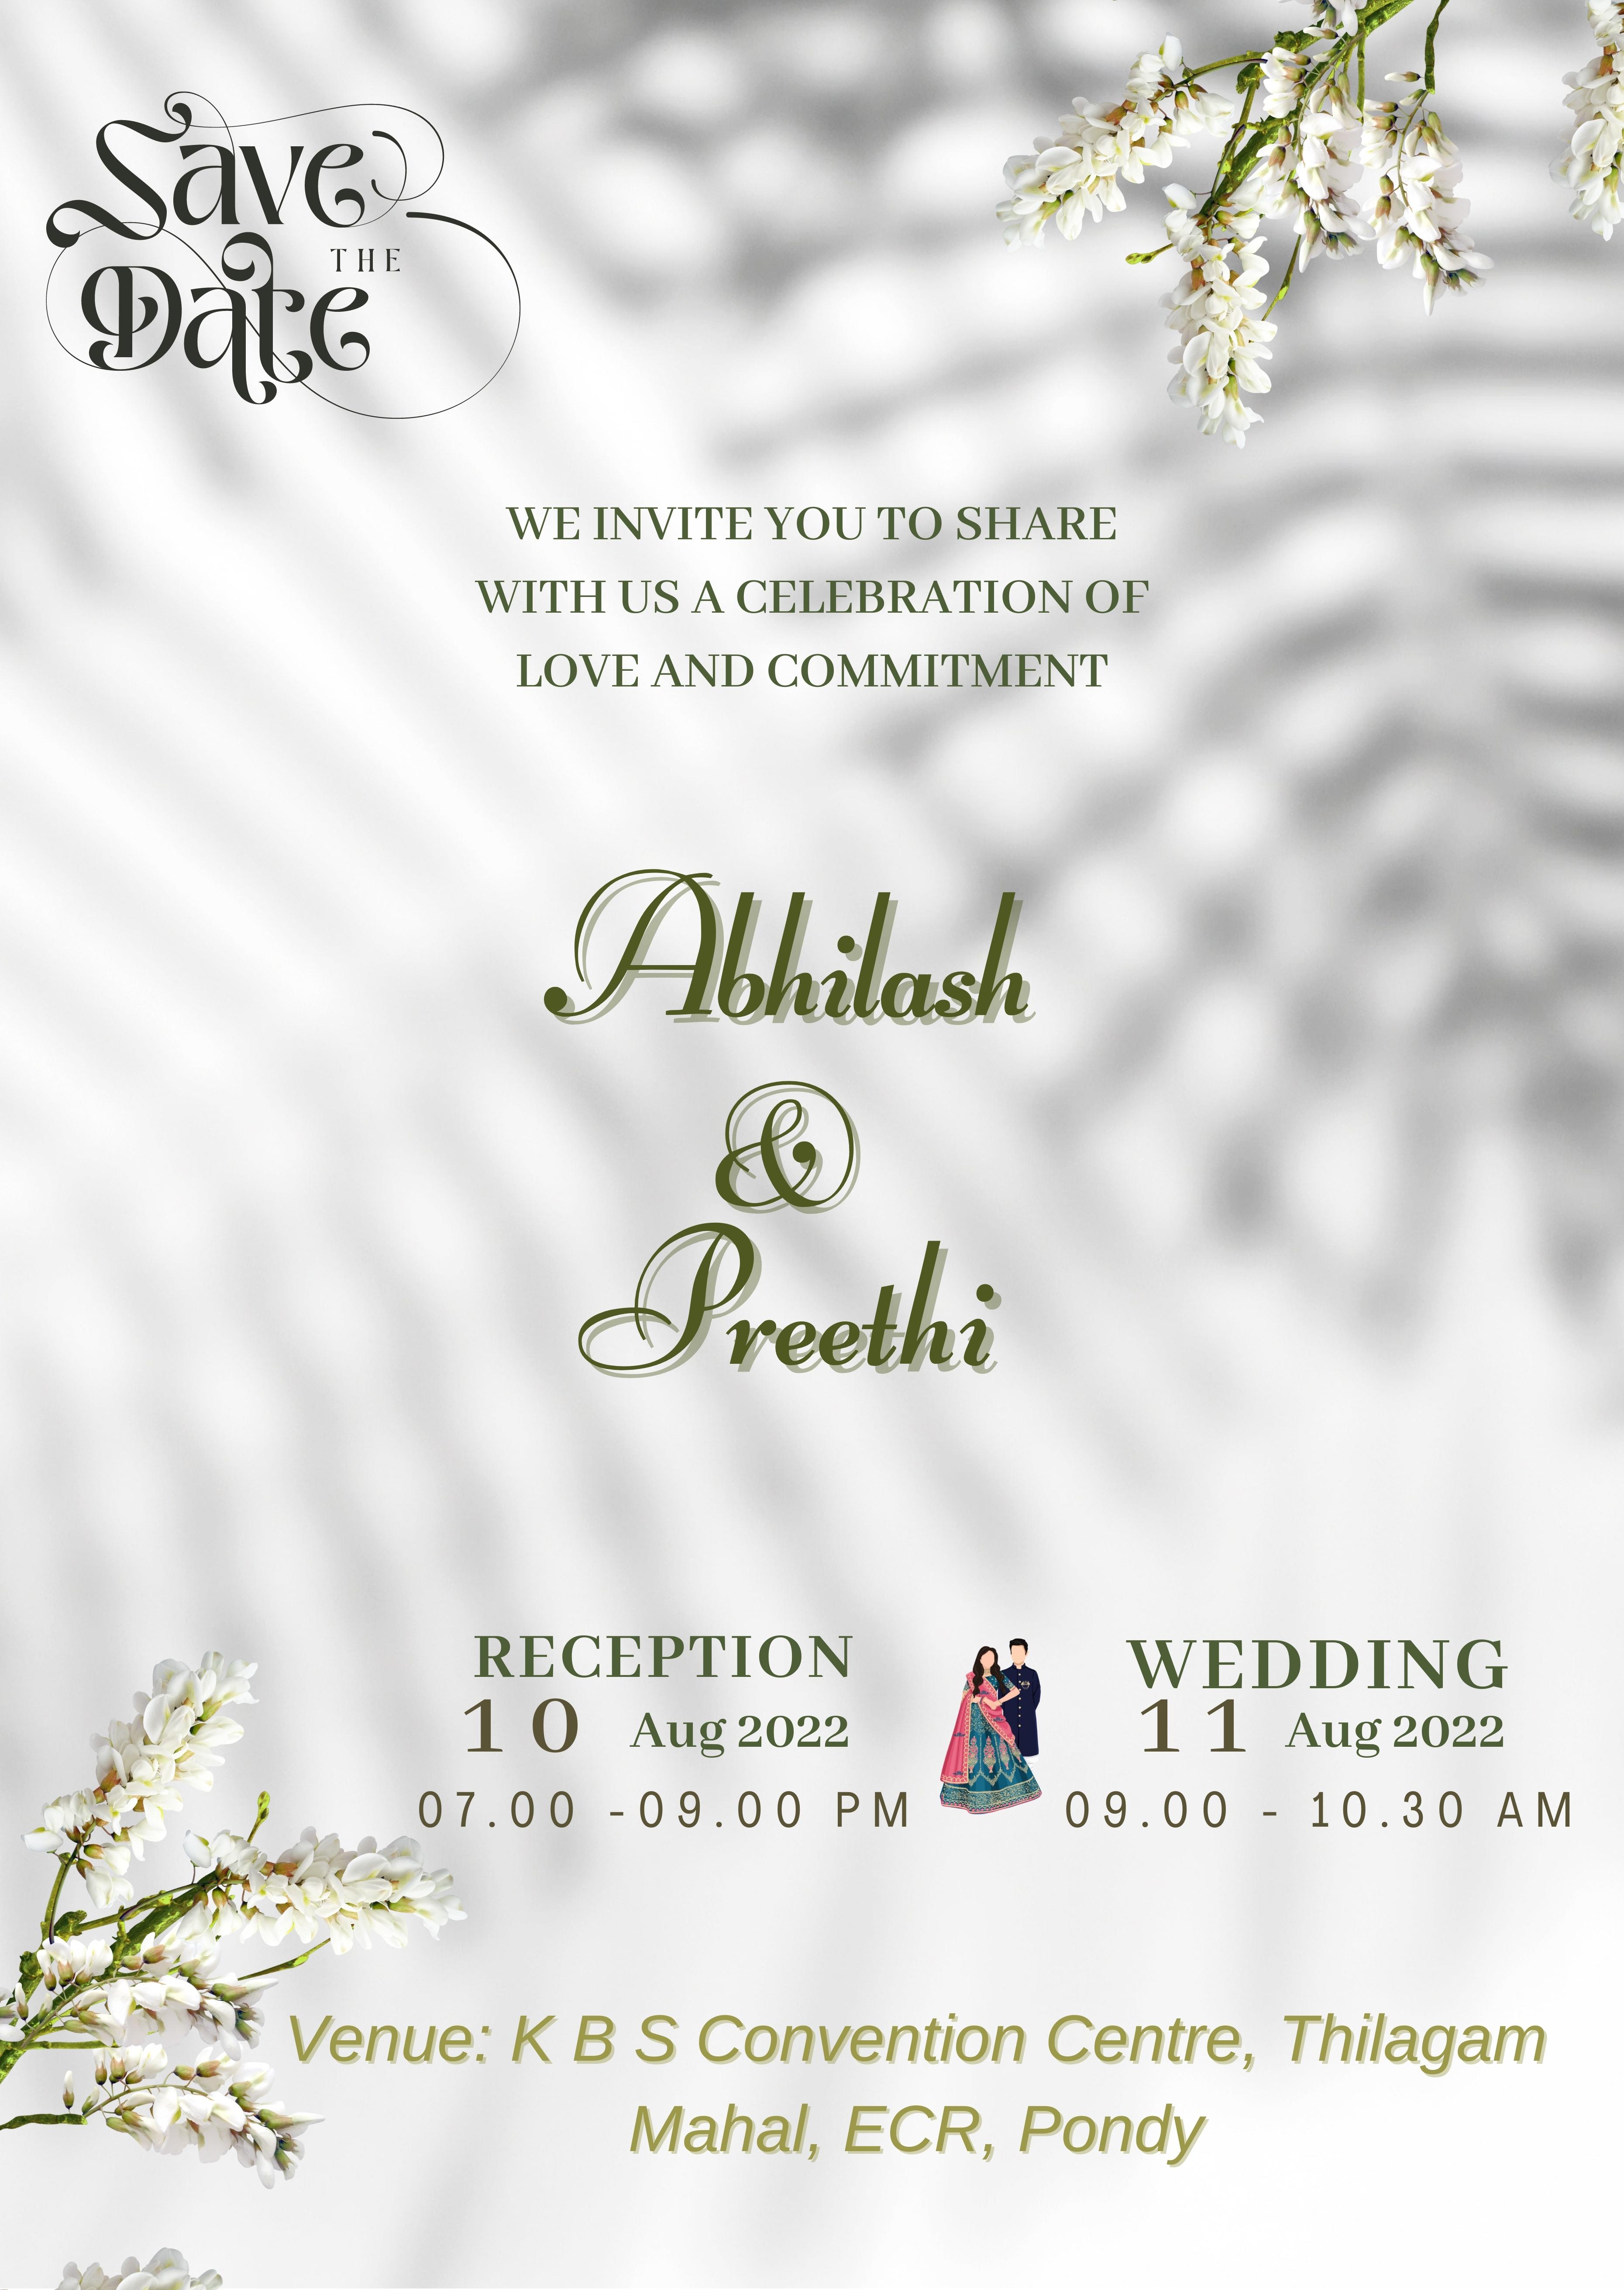 Save
THE
Date
WE INVITE YOU TO SHARE
WITH US A CELEBRATION OF
LOVE AND COMMITMENT
Abhilash
&
Preethi
RECEPTION
10 Aug 2022
07.00 -09.00 PM
WEDDING
11 Aug 2022
09.00 - 10.30 AM
Venue: K B S Convention Centre, Thilagam
Mahal, ECR, Pondy